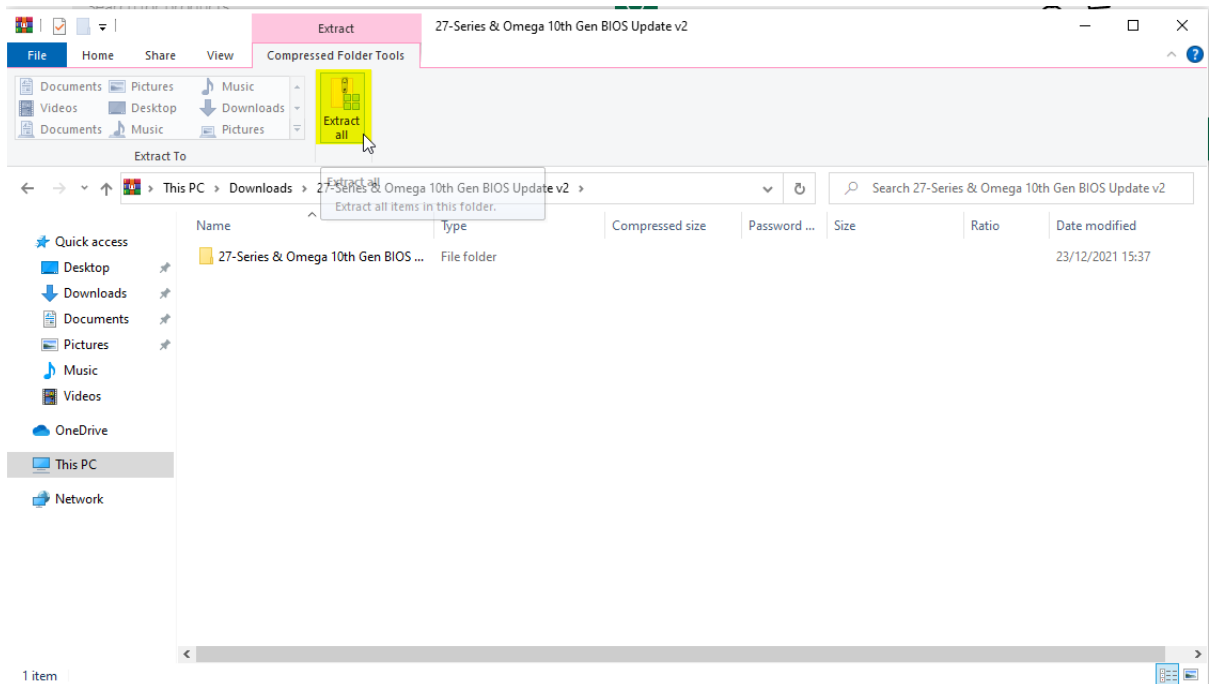 Extract
27-Series & Omega 10th Gen BIOS Update v2
File Home Share View Compressed Folder Tools
Documents Pictures Music
Videos Desktop Downloads
Documents Music Pictures
Extract all
Extract To
This PC > Downloads > 27-Series & Omega 10th Gen BIOS Update v2 >
Search 27-Series & Omega 10th Gen BIOS Update v2
Extract all
Extract all items in this folder.
Name Type Compressed size Password ... Size Ratio Date modified
27-Series & Omega 10th Gen BIOS ... File folder 23/12/2021 15:37
Quick access
Desktop
Downloads
Documents
Pictures
Music
Videos
OneDrive
This PC
Network
1 item